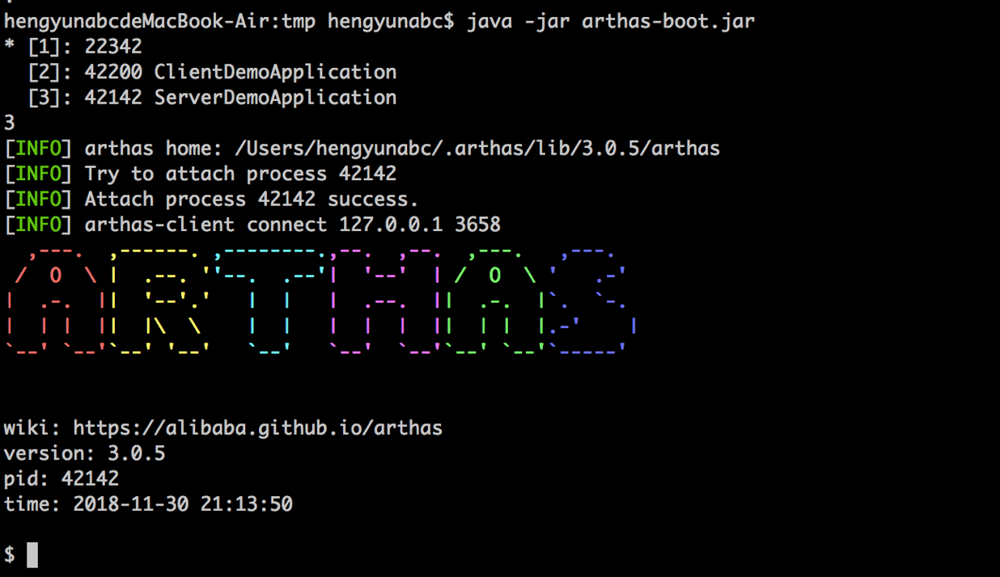 hengyunabcdeMacBook-Air:tmp hengyunabc$ java -jar arthas-boot.jar
* [1]: 22342
  [2]: 42200 ClientDemoApplication
  [3]: 42142 ServerDemoApplication
3
[INFO] arthas home: /Users/hengyunabc/.arthas/lib/3.0.5/arthas
[INFO] Try to attach process 42142
[INFO] Attach process 42142 success.
[INFO] arthas-client connect 127.0.0.1 3658
ARTHAS
wiki: https://alibaba.github.io/arthas
version: 3.0.5
pid: 42142
time: 2018-11-30 21:13:50
$